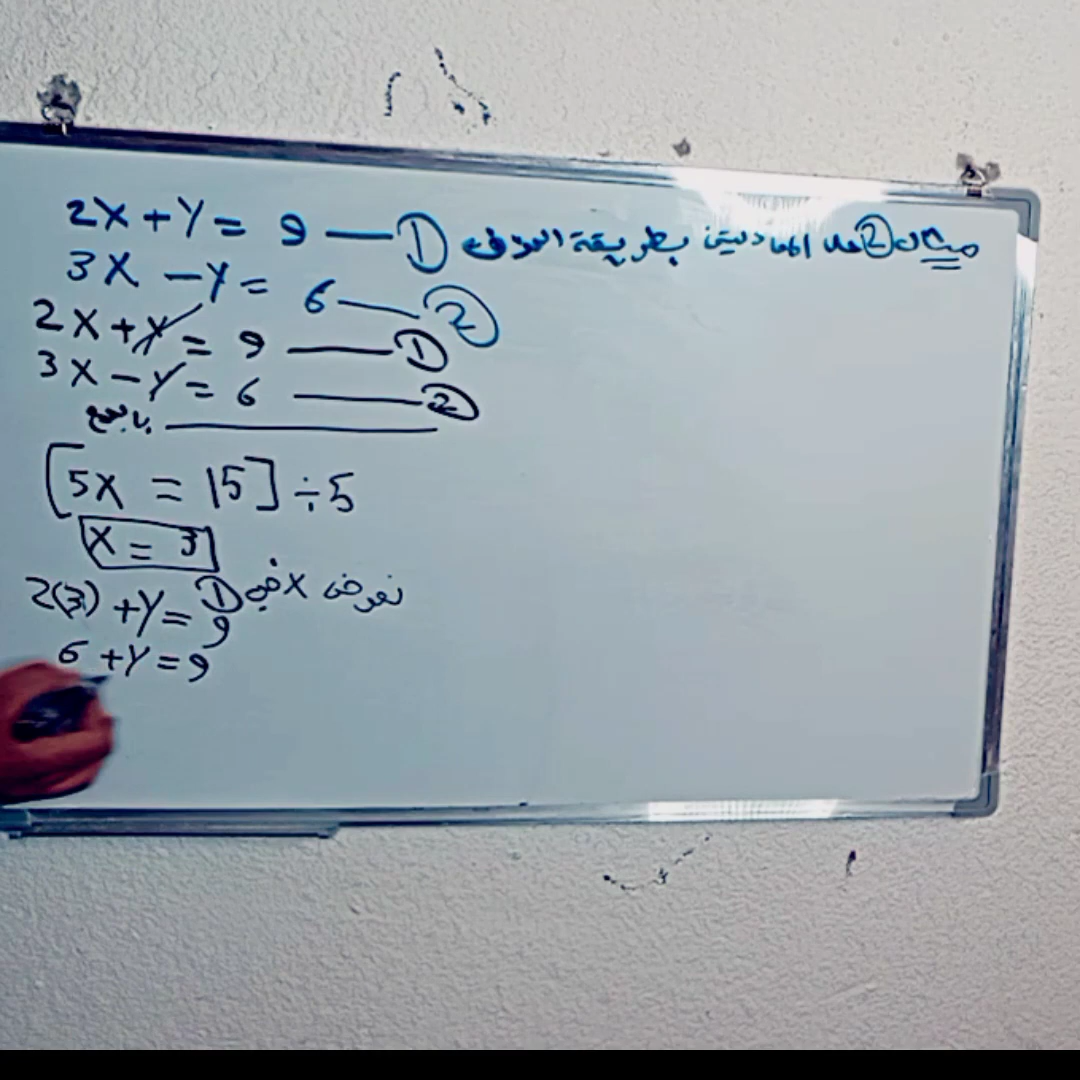 مثال ② حل المعادلتين بطريقة الحذف
2X + Y = 9 — ①
3X - Y = 6 — ②
2X + Y = 9 — ①
3X - Y = 6 — ②
بالجمع
[5X = 15] ÷ 5
X = 3
نعوض X في ①
2(3) + Y = 9
6 + Y = 9